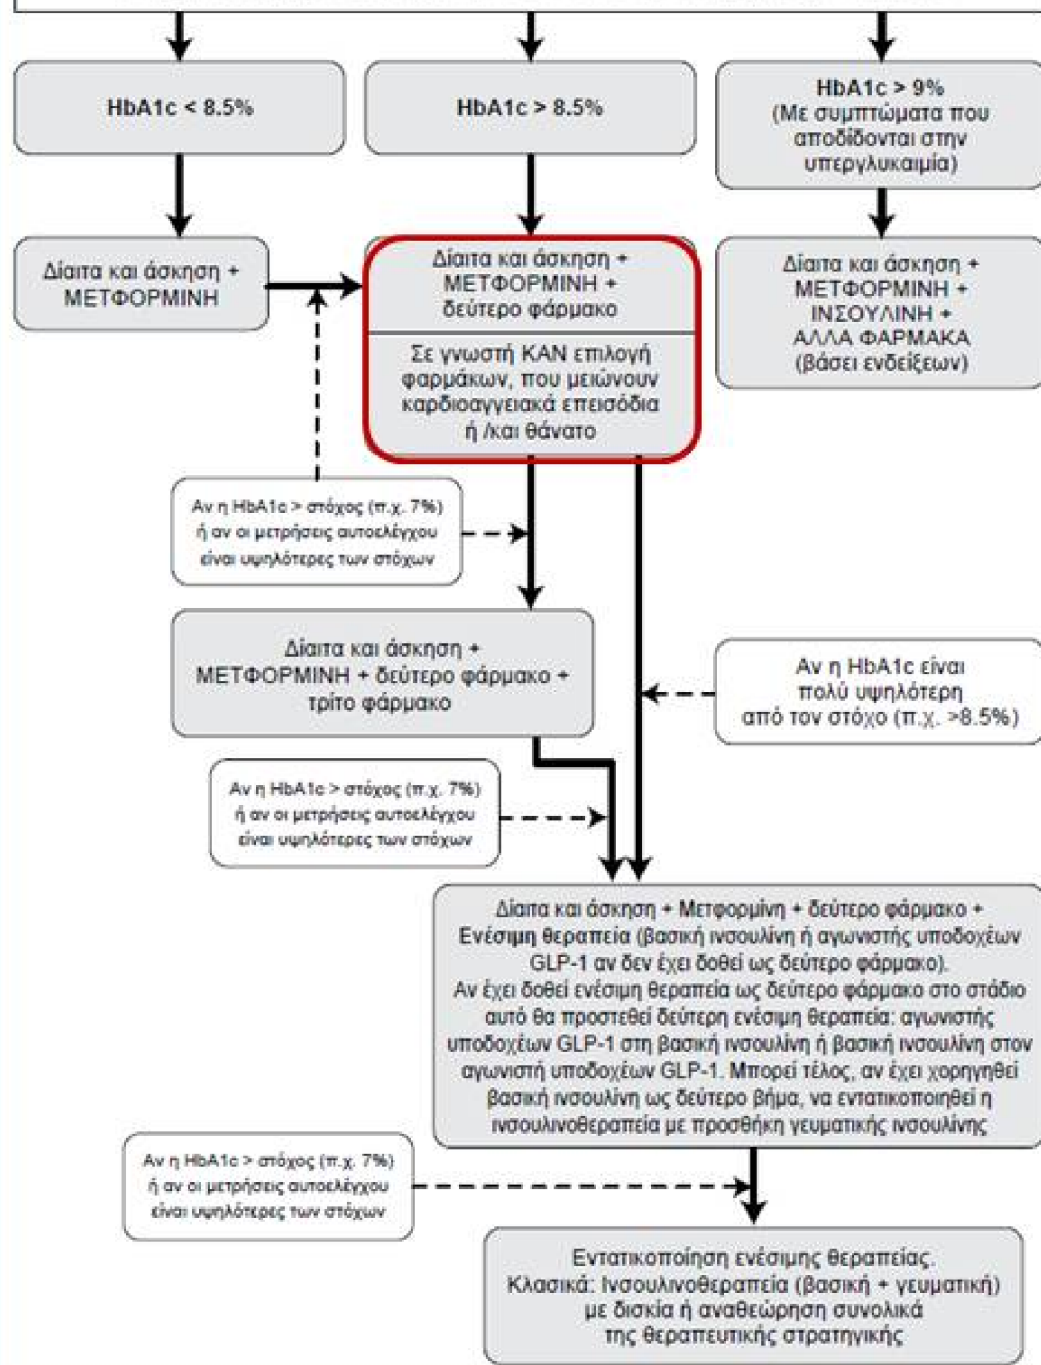 HbA1c < 8.5%
HbA1c > 8.5%
HbA1c > 9%
(Με συμπτώματα που
αποδίδονται στην
υπεργλυκαιμία)
Δίαιτα και άσκηση +
ΜΕΤΦΟΡΜΙΝΗ
Δίαιτα και άσκηση +
ΜΕΤΦΟΡΜΙΝΗ +
δεύτερο φάρμακο
Σε γνωστή ΚΑΝ επιλογή
φαρμάκων, που μειώνουν
καρδιοαγγειακά επεισόδια
ή /και θάνατο
Δίαιτα και άσκηση +
ΜΕΤΦΟΡΜΙΝΗ +
ΙΝΣΟΥΛΙΝΗ +
ΑΛΛΑ ΦΑΡΜΑΚΑ
(βάσει ενδείξεων)
Αν η HbA1c > στόχος (π.χ. 7%)
ή αν οι μετρήσεις αυτοελέγχου
είναι υψηλότερες των στόχων
Δίαιτα και άσκηση +
ΜΕΤΦΟΡΜΙΝΗ + δεύτερο φάρμακο +
τρίτο φάρμακο
Αν η HbA1c είναι
πολύ υψηλότερη
από τον στόχο (π.χ. >8.5%)
Αν η HbA1c > στόχος (π.χ. 7%)
ή αν οι μετρήσεις αυτοελέγχου
είναι υψηλότερες των στόχων
Δίαιτα και άσκηση + Μετφορμίνη + δεύτερο φάρμακο +
Ενέσιμη θεραπεία (βασική ινσουλίνη ή αγωνιστής υποδοχέων
GLP-1 αν δεν έχει δοθεί ως δεύτερο φάρμακο).
Αν έχει δοθεί ενέσιμη θεραπεία ως δεύτερο φάρμακο στο στάδιο
αυτό θα προστεθεί δεύτερη ενέσιμη θεραπεία: αγωνιστής
υποδοχέων GLP-1 στη βασική ινσουλίνη ή βασική ινσουλίνη στον
αγωνιστή υποδοχέων GLP-1. Μπορεί τέλος, αν έχει χορηγηθεί
βασική ινσουλίνη ως δεύτερο βήμα, να εντατικοποιηθεί η
ινσουλινοθεραπεία με προσθήκη γευματικής ινσουλίνης
Αν η HbA1c > στόχος (π.χ. 7%)
ή αν οι μετρήσεις αυτοελέγχου
είναι υψηλότερες των στόχων
Εντατικοποίηση ενέσιμης θεραπείας.
Κλασικά: Ινσουλινοθεραπεία (βασική + γευματική)
με δισκία ή αναθεώρηση συνολικά
της θεραπευτικής στρατηγικής